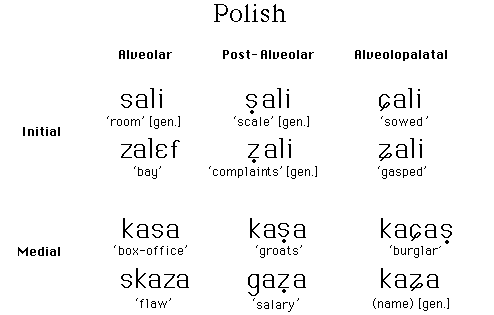 Polish
Alveolar Post-Alveolar Alveolopalatal
Initial
sali ṣali ɕali
‘room’ [gen.] ‘scale’ [gen.] ‘sowed’
zalɛf ẓali ʑali
‘bay’ ‘complaints’ [gen.] ‘gasped’
Medial
kasa kaṣa kaɕaṣ
‘box-office’ ‘groats’ ‘burglar’
skaza gaẓa kaʑa
‘flaw’ ‘salary’ (name) [gen.]